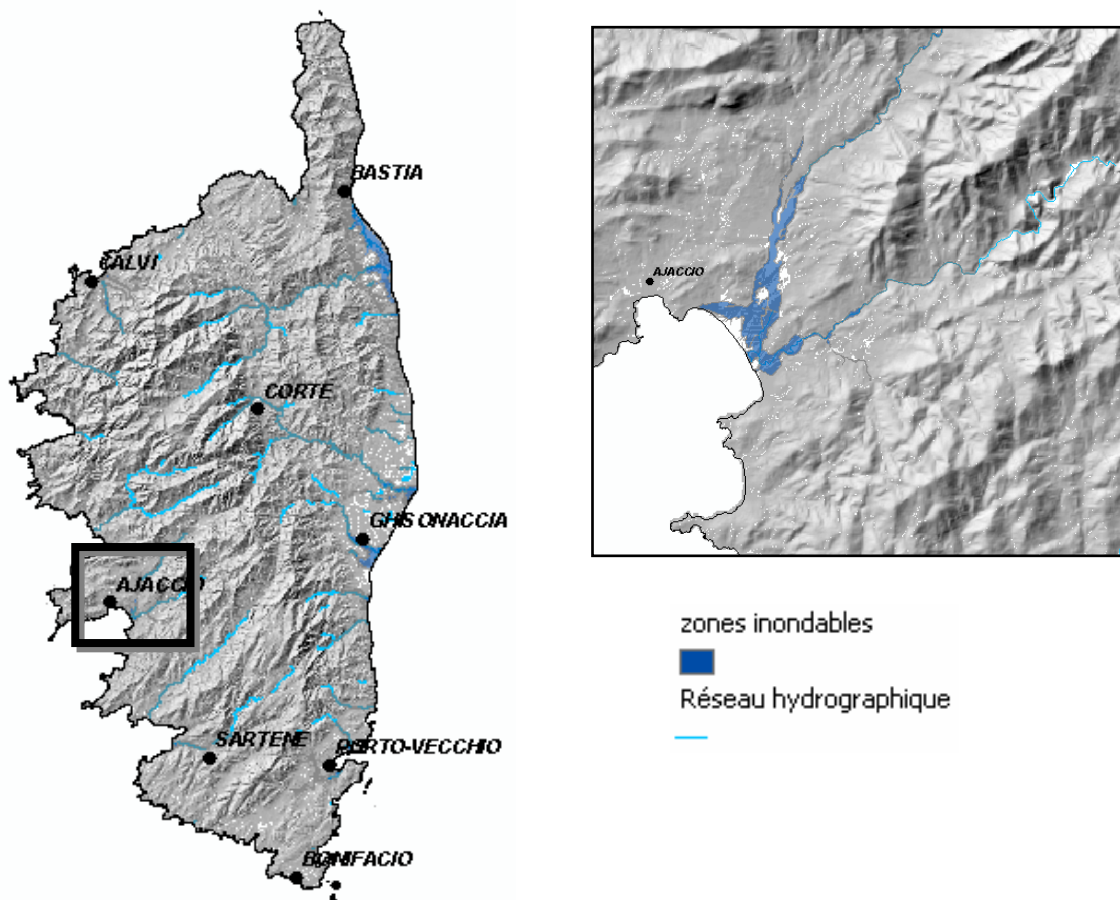 BASTIA
CALVI
CORTE
GHISONACCIA
AJACCIO
SARTENE
PORTO-VECCHIO
BONIFACIO
AJACCIO
zones inondables
Réseau hydrographique